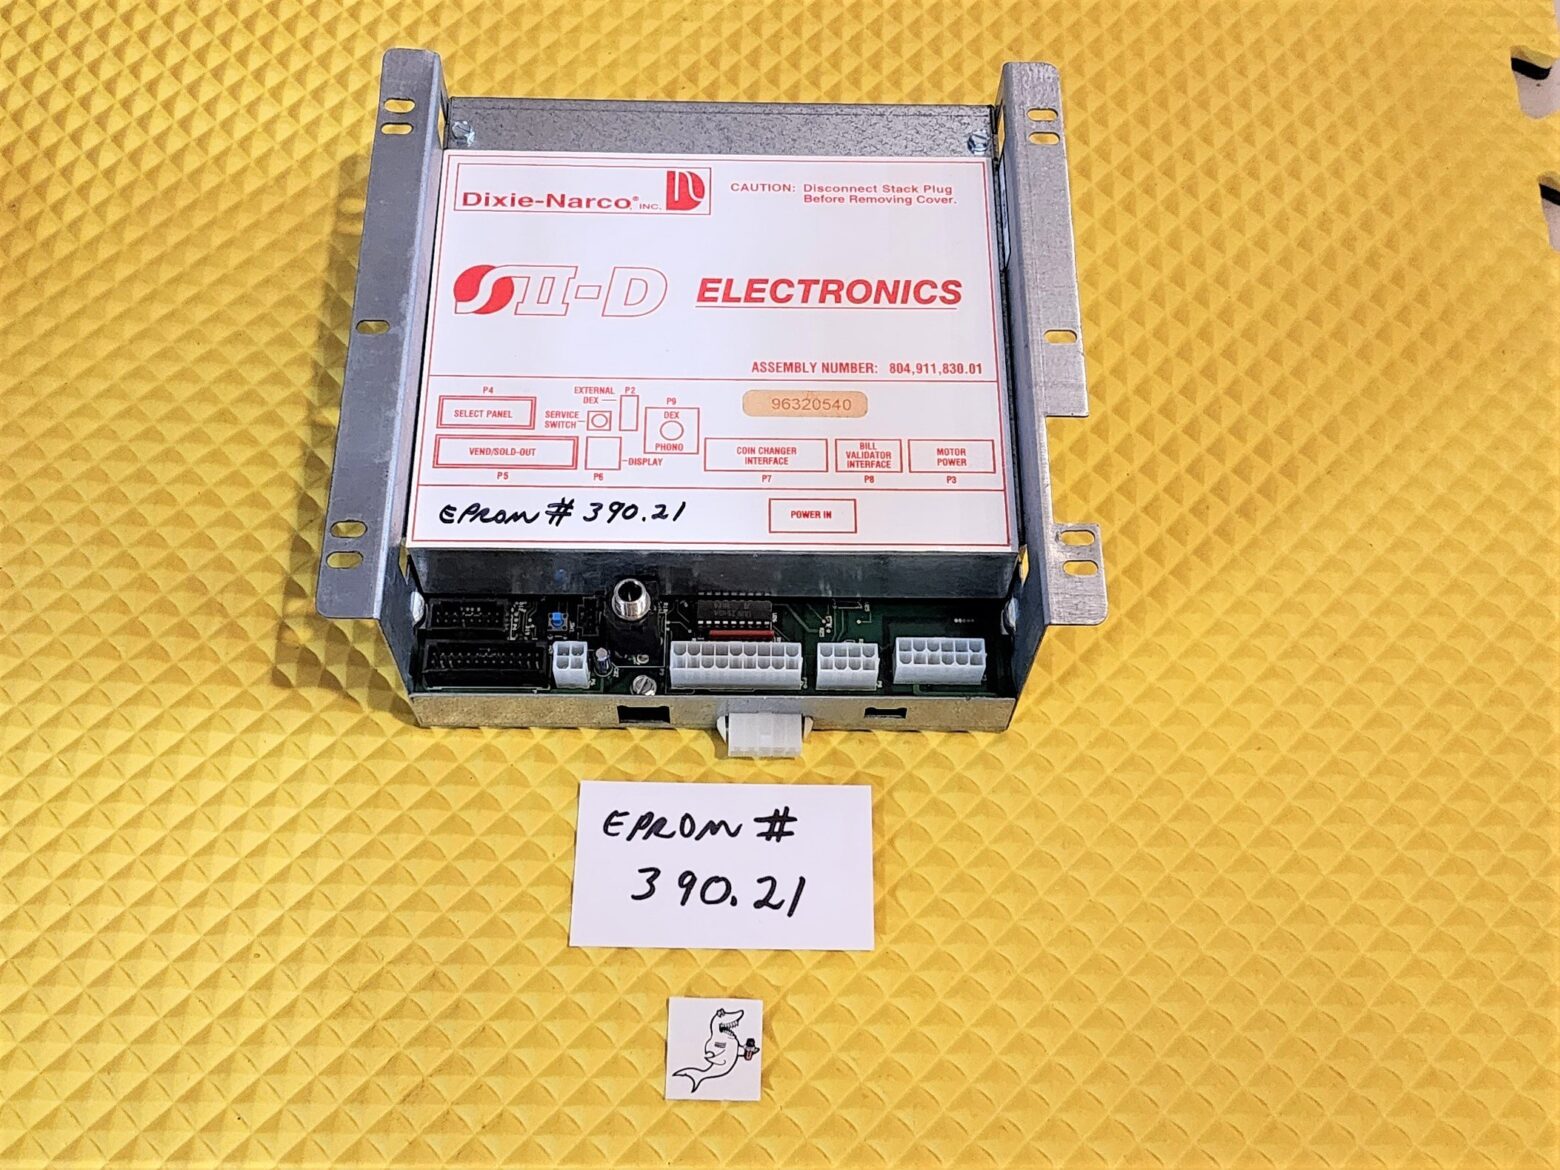 Dixie-Narco® INC.
CAUTION: Disconnect Stack Plug
Before Removing Cover.
SII-D ELECTRONICS
ASSEMBLY NUMBER: 804,911,830.01
96320540
P4
SELECT PANEL
EXTERNAL
DEX
P2
SERVICE
SWITCH
P9
DEX
PHONO
VEND/SOLD-OUT
P5
DISPLAY
P6
COIN CHANGER
INTERFACE
P7
BILL
VALIDATOR
INTERFACE
P8
MOTOR
POWER
P3
EPROM # 390.21
POWER IN
EPROM #
390.21